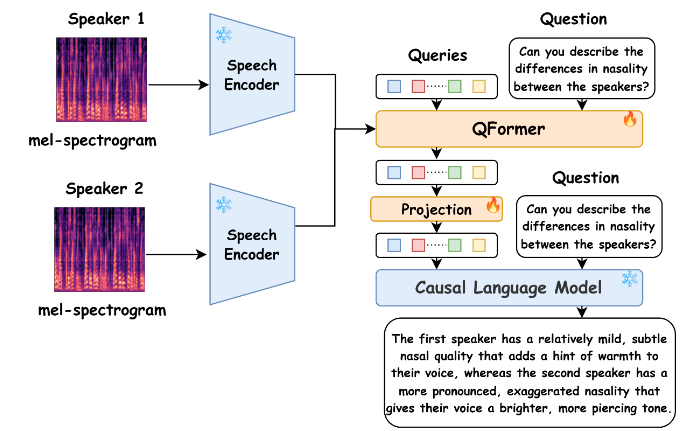 Speaker 1
mel-spectrogram
Speech
Encoder
Speaker 2
mel-spectrogram
Speech
Encoder
Queries
Question
Can you describe the
differences in nasality
between the speakers?
QFormer
Projection
Question
Can you describe the
differences in nasality
between the speakers?
Causal Language Model
The first speaker has a relatively mild, subtle
nasal quality that adds a hint of warmth to
their voice, whereas the second speaker has a
more pronounced, exaggerated nasality that
gives their voice a brighter, more piercing tone.